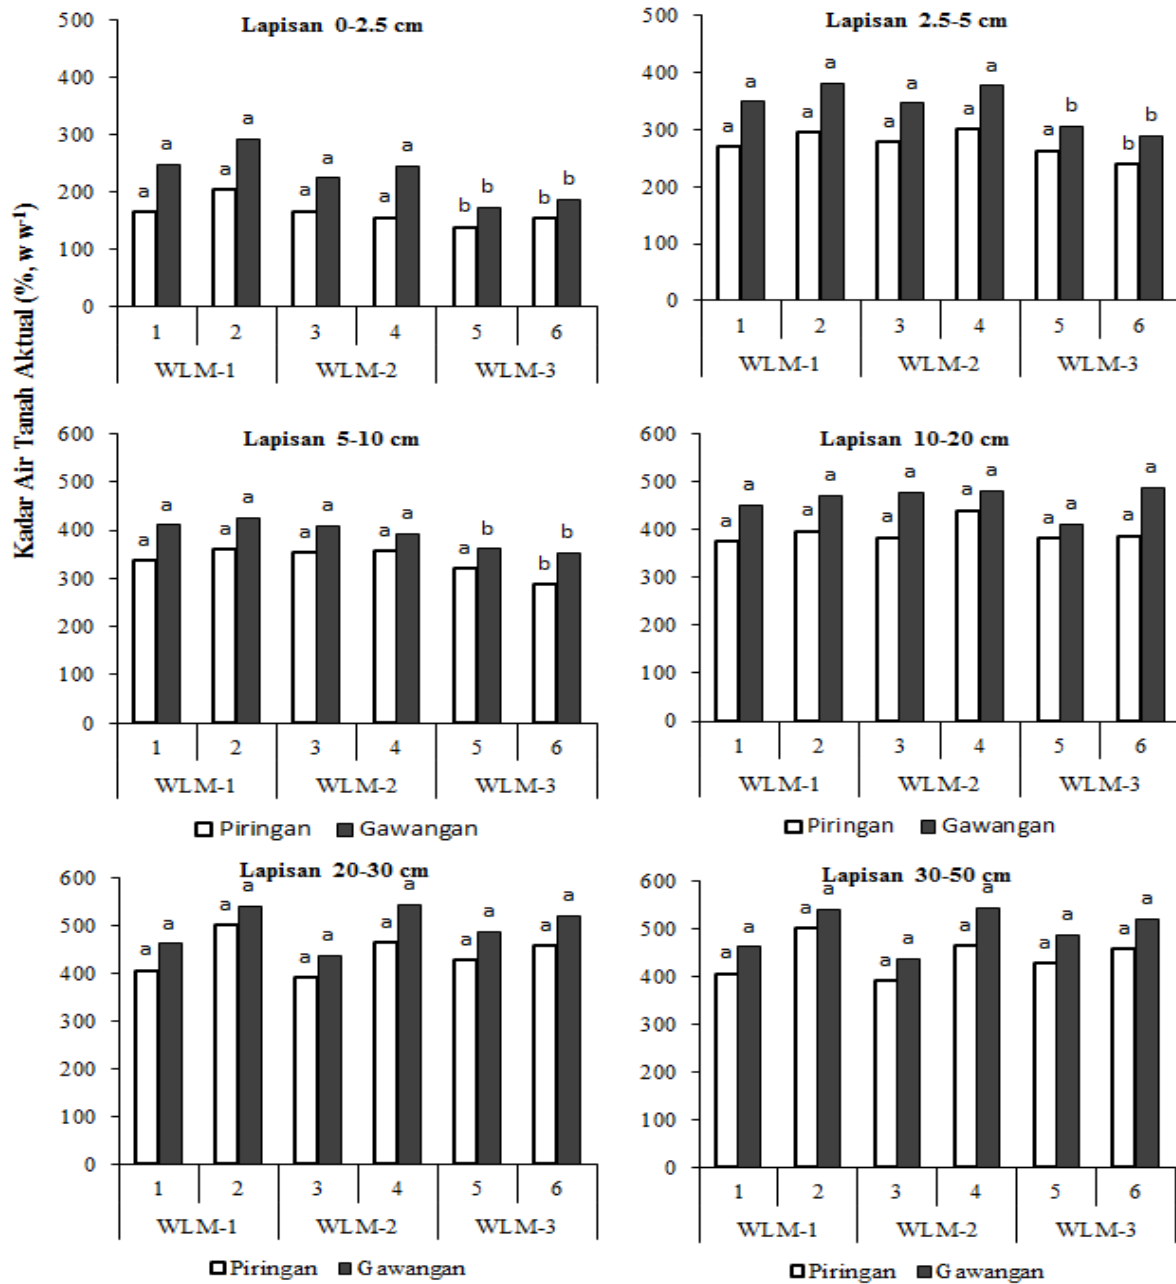 Kadar Air Tanah Aktual (%, w w⁻¹)
Lapisan 0-2.5 cm
500
400
300
200
100
0
a a a a a a a a b b b b
1 2 3 4 5 6
WLM-1 WLM-2 WLM-3
Lapisan 2.5-5 cm
500
400
300
200
100
0
a a a a a a a a a b b b
1 2 3 4 5 6
WLM-1 WLM-2 WLM-3
Lapisan 5-10 cm
600
500
400
300
200
100
0
a a a a a a a a a b b b
1 2 3 4 5 6
WLM-1 WLM-2 WLM-3
Piringan Gawangan
Lapisan 10-20 cm
600
500
400
300
200
100
0
a a a a a a a a a a a a
1 2 3 4 5 6
WLM-1 WLM-2 WLM-3
Piringan Gawangan
Lapisan 20-30 cm
600
500
400
300
200
100
0
a a a a a a a a a a a a
1 2 3 4 5 6
WLM-1 WLM-2 WLM-3
Piringan Gawangan
Lapisan 30-50 cm
600
500
400
300
200
100
0
a a a a a a a a a a a a
1 2 3 4 5 6
WLM-1 WLM-2 WLM-3
Piringan Gawangan